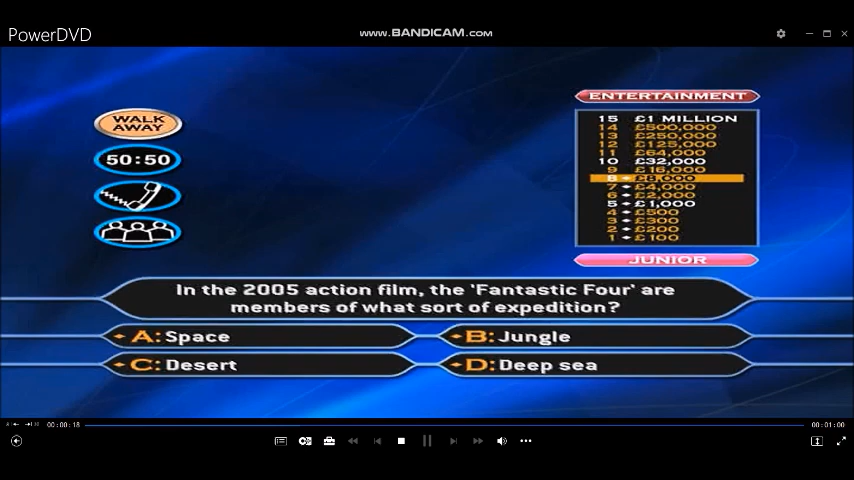 PowerDVD
www.BANDICAM.com
WALK
AWAY
50:50
ENTERTAINMENT
15 £1 MILLION
14 £500,000
13 £250,000
12 £125,000
11 £64,000
10 £32,000
9 £16,000
8 £8,000
7 £4,000
6 £2,000
5 £1,000
4 £500
3 £300
2 £200
1 £100
JUNIOR
In the 2005 action film, the 'Fantastic Four' are
members of what sort of expedition?
A: Space
B: Jungle
C: Desert
D: Deep sea
00:00:18
00:01:00